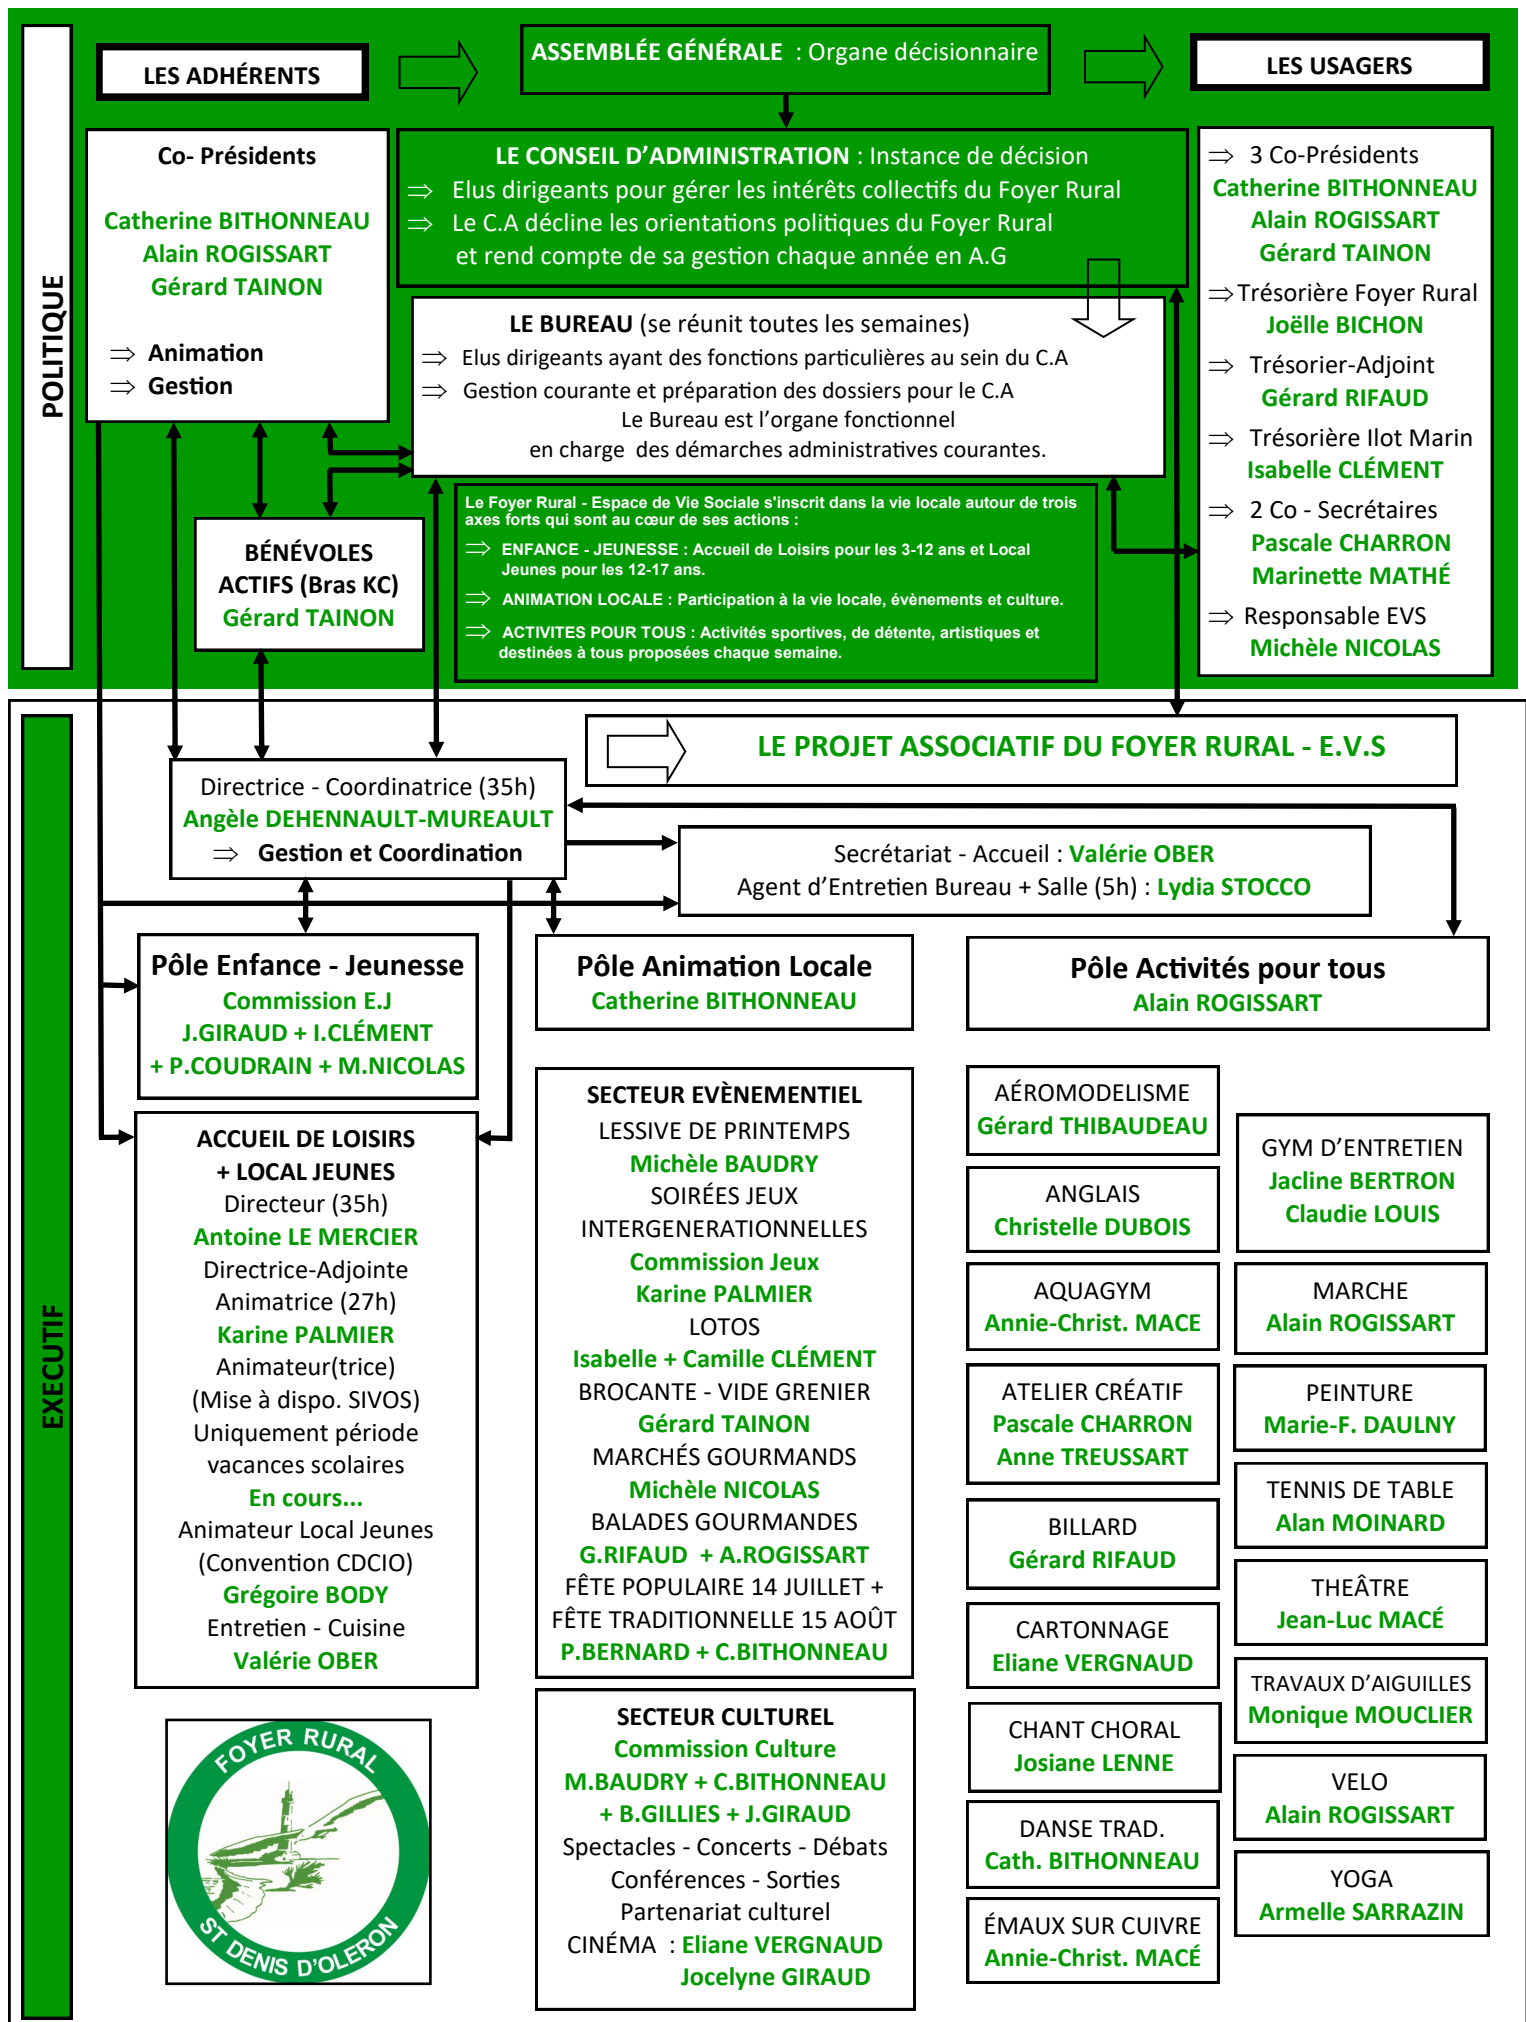 POLITIQUE
LES ADHÉRENTS
ASSEMBLÉE GÉNÉRALE : Organe décisionnaire
LES USAGERS
Co- Présidents
Catherine BITHONNEAU
Alain ROGISSART
Gérard TAINON
⇒ Animation
⇒ Gestion
LE CONSEIL D'ADMINISTRATION : Instance de décision
⇒ Elus dirigeants pour gérer les intérêts collectifs du Foyer Rural
⇒ Le C.A décline les orientations politiques du Foyer Rural
et rend compte de sa gestion chaque année en A.G
LE BUREAU (se réunit toutes les semaines)
⇒ Elus dirigeants ayant des fonctions particulières au sein du C.A
⇒ Gestion courante et préparation des dossiers pour le C.A
Le Bureau est l'organe fonctionnel
en charge des démarches administratives courantes.
⇒ 3 Co-Présidents
Catherine BITHONNEAU
Alain ROGISSART
Gérard TAINON
⇒Trésorière Foyer Rural
Joëlle BICHON
⇒ Trésorier-Adjoint
Gérard RIFAUD
⇒ Trésorière Ilot Marin
Isabelle CLÉMENT
⇒ 2 Co - Secrétaires
Pascale CHARRON
Marinette MATHÉ
⇒ Responsable EVS
Michèle NICOLAS
BÉNÉVOLES
ACTIFS (Bras KC)
Gérard TAINON
Le Foyer Rural - Espace de Vie Sociale s'inscrit dans la vie locale autour de trois
axes forts qui sont au cœur de ses actions :
⇒ ENFANCE - JEUNESSE : Accueil de Loisirs pour les 3-12 ans et Local
Jeunes pour les 12-17 ans.
⇒ ANIMATION LOCALE : Participation à la vie locale, évènements et culture.
⇒ ACTIVITES POUR TOUS : Activités sportives, de détente, artistiques et
destinées à tous proposées chaque semaine.
EXECUTIF
LE PROJET ASSOCIATIF DU FOYER RURAL - E.V.S
Directrice - Coordinatrice (35h)
Angèle DEHENNAULT-MUREAULT
⇒ Gestion et Coordination
Secrétariat - Accueil : Valérie OBER
Agent d'Entretien Bureau + Salle (5h) : Lydia STOCCO
Pôle Enfance - Jeunesse
Commission E.J
J.GIRAUD + I.CLÉMENT
+ P.COUDRAIN + M.NICOLAS
Pôle Animation Locale
Catherine BITHONNEAU
Pôle Activités pour tous
Alain ROGISSART
ACCUEIL DE LOISIRS
+ LOCAL JEUNES
Directeur (35h)
Antoine LE MERCIER
Directrice-Adjointe
Animatrice (27h)
Karine PALMIER
Animateur(trice)
(Mise à dispo. SIVOS)
Uniquement période
vacances scolaires
En cours...
Animateur Local Jeunes
(Convention CDCIO)
Grégoire BODY
Entretien - Cuisine
Valérie OBER
SECTEUR EVÈNEMENTIEL
LESSIVE DE PRINTEMPS
Michèle BAUDRY
SOIRÉES JEUX
INTERGENERATIONNELLES
Commission Jeux
Karine PALMIER
LOTOS
Isabelle + Camille CLÉMENT
BROCANTE - VIDE GRENIER
Gérard TAINON
MARCHÉS GOURMANDS
Michèle NICOLAS
BALADES GOURMANDES
G.RIFAUD + A.ROGISSART
FÊTE POPULAIRE 14 JUILLET +
FÊTE TRADITIONNELLE 15 AOÛT
P.BERNARD + C.BITHONNEAU
SECTEUR CULTUREL
Commission Culture
M.BAUDRY + C.BITHONNEAU
+ B.GILLIES + J.GIRAUD
Spectacles - Concerts - Débats
Conférences - Sorties
Partenariat culturel
CINÉMA : Eliane VERGNAUD
Jocelyne GIRAUD
AÉROMODELISME
Gérard THIBAUDEAU
ANGLAIS
Christelle DUBOIS
AQUAGYM
Annie-Christ. MACE
ATELIER CRÉATIF
Pascale CHARRON
Anne TREUSSART
BILLARD
Gérard RIFAUD
CARTONNAGE
Eliane VERGNAUD
CHANT CHORAL
Josiane LENNE
DANSE TRAD.
Cath. BITHONNEAU
ÉMAUX SUR CUIVRE
Annie-Christ. MACÉ
GYM D'ENTRETIEN
Jacline BERTRON
Claudie LOUIS
MARCHE
Alain ROGISSART
PEINTURE
Marie-F. DAULNY
TENNIS DE TABLE
Alan MOINARD
THEÂTRE
Jean-Luc MACÉ
TRAVAUX D'AIGUILLES
Monique MOUCLIER
VELO
Alain ROGISSART
YOGA
Armelle SARRAZIN
FOYER RURAL
ST DENIS D'OLERON